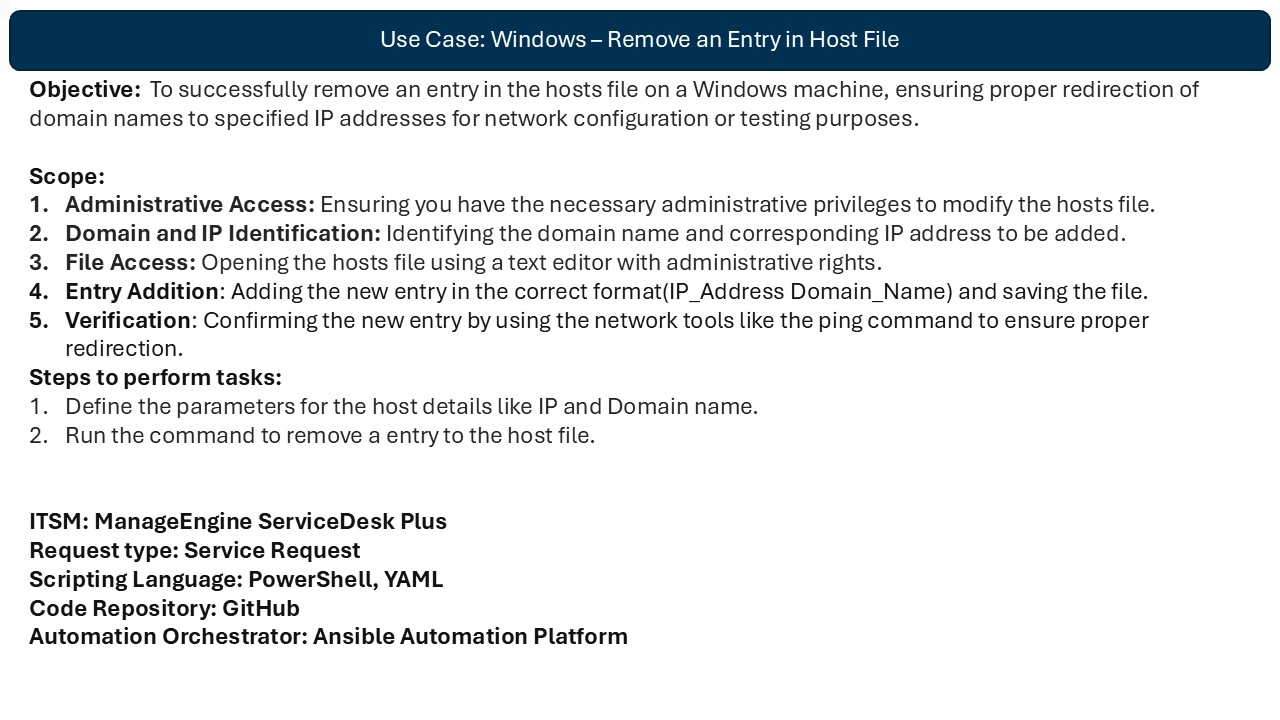 Use Case: Windows – Remove an Entry in Host File
Objective: To successfully remove an entry in the hosts file on a Windows machine, ensuring proper redirection of
domain names to specified IP addresses for network configuration or testing purposes.
Scope:
1. Administrative Access: Ensuring you have the necessary administrative privileges to modify the hosts file.
2. Domain and IP Identification: Identifying the domain name and corresponding IP address to be added.
3. File Access: Opening the hosts file using a text editor with administrative rights.
4. Entry Addition: Adding the new entry in the correct format(IP_Address Domain_Name) and saving the file.
5. Verification: Confirming the new entry by using the network tools like the ping command to ensure proper
redirection.
Steps to perform tasks:
1. Define the parameters for the host details like IP and Domain name.
2. Run the command to remove a entry to the host file.
ITSM: ManageEngine ServiceDesk Plus
Request type: Service Request
Scripting Language: PowerShell, YAML
Code Repository: GitHub
Automation Orchestrator: Ansible Automation Platform